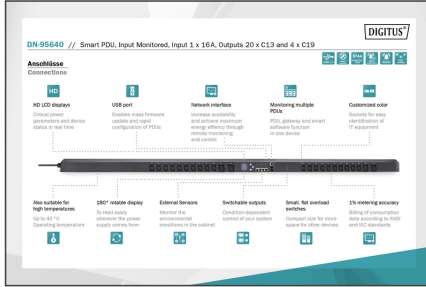 DIGITUS®
DN-95640 // Smart PDU, Input Monitored, Input 1 x 16A, Outputs 20 x C13 and 4 x C19
Anschlüsse
Connections
HD
HD LCD displays
Critical power
parameters and device
status in real time
USB port
Enables mass firmware
update and rapid
configuration of PDUs
Network interface
Increase availability
and achieve maximum
energy effiency through
remote monitoring
and control
Monitoring multiple
PDUs
PDU, gateway and smart
software function
in one device
Customized color
Sockets for easy
identification of
IT equipment
Also suitable for
high temperatures
Up to 45 °C
Operating temperature
180° rotable display
To read easily
wherever the power
supply comes from
External Sensors
Monitor the
environmental
conditions in the cabinet
Switchable outputs
Condition-dependent
control of your system
Small, flat overload
switches
Compact size for more
space for other devices
1% metering accuracy
Billing of consumption
data according to ANSI
and IEC standards